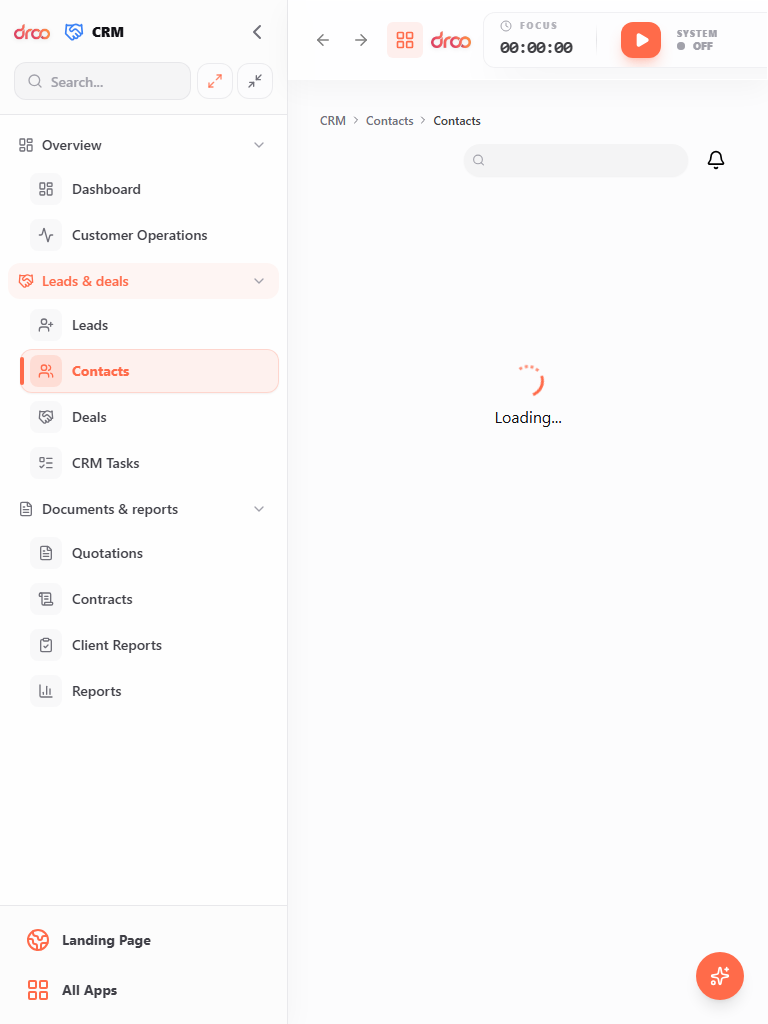 droo CRM
Search...
Overview
Dashboard
Customer Operations
Leads & deals
Leads
Contacts
Deals
CRM Tasks
Documents & reports
Quotations
Contracts
Client Reports
Reports
Landing Page
All Apps
droo
FOCUS
00:00:00
SYSTEM
OFF
CRM > Contacts > Contacts
Loading...